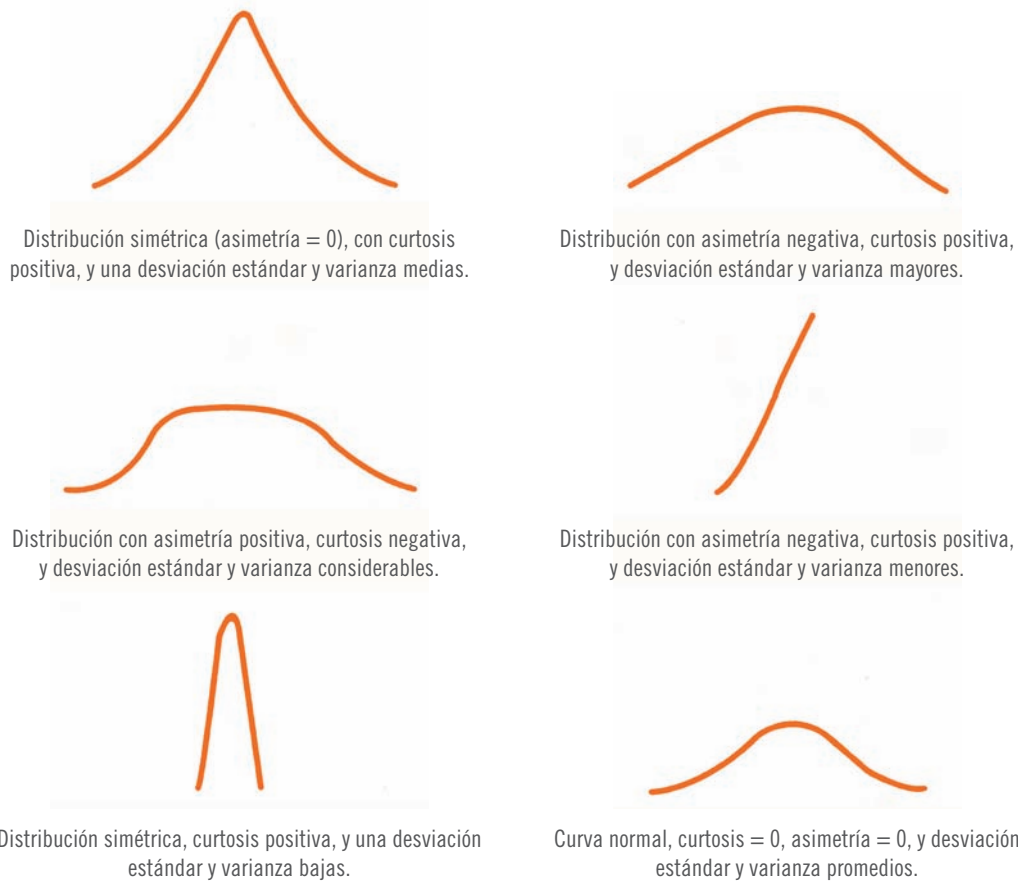 Distribución simétrica (asimetría = 0), con curtosis
positiva, y una desviación estándar y varianza medias.
Distribución con asimetría negativa, curtosis positiva,
y desviación estándar y varianza mayores.
Distribución con asimetría positiva, curtosis negativa,
y desviación estándar y varianza considerables.
Distribución con asimetría negativa, curtosis positiva,
y desviación estándar y varianza menores.
Distribución simétrica, curtosis positiva, y una desviación
estándar y varianza bajas.
Curva normal, curtosis = 0, asimetría = 0, y desviación
estándar y varianza promedios.